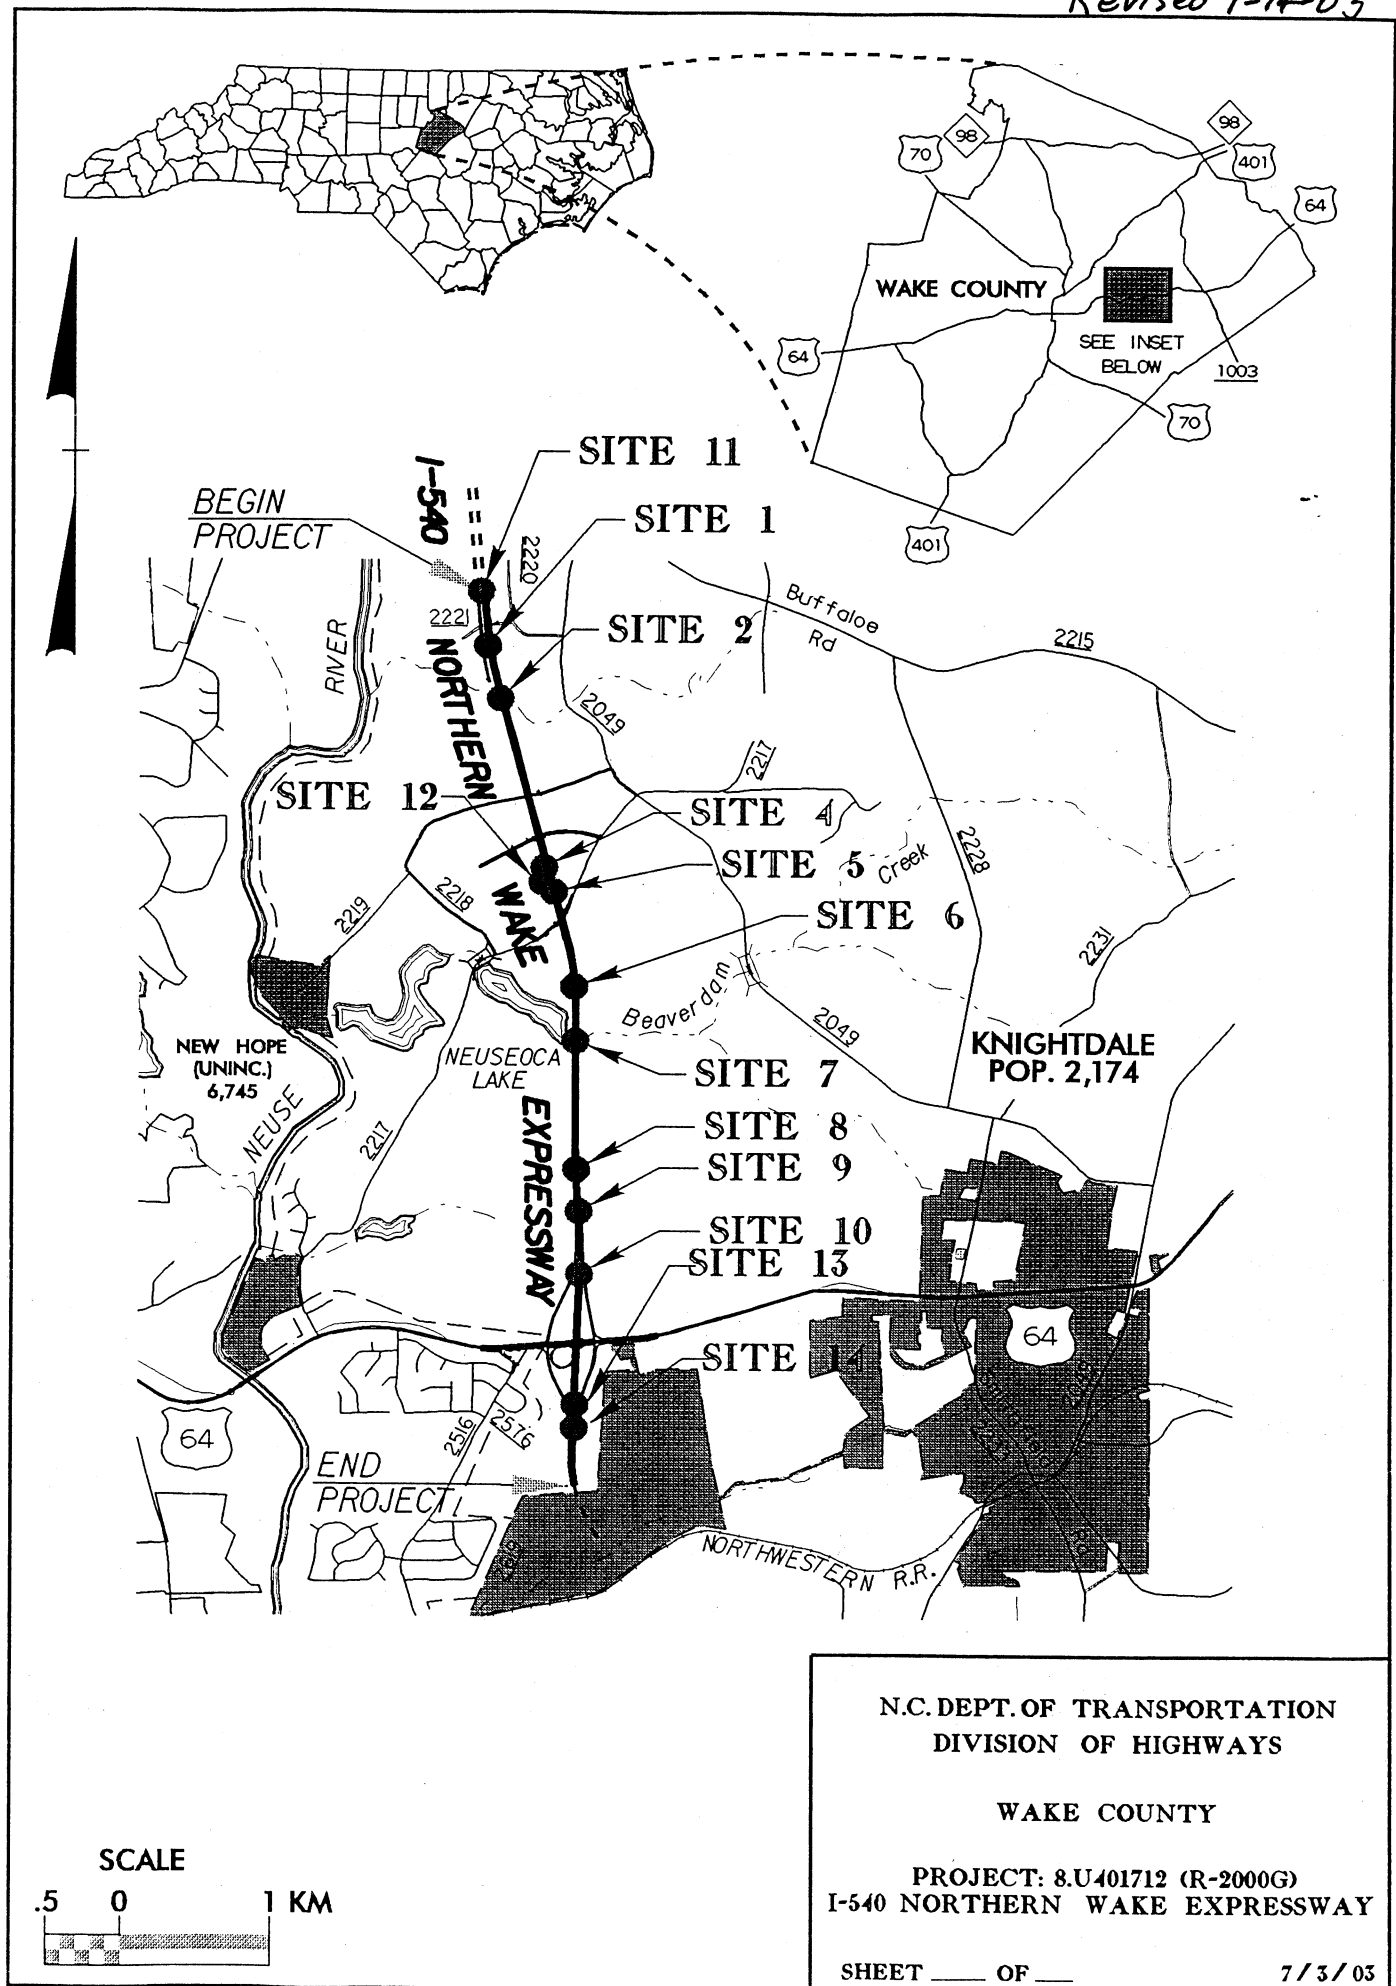 Revised
98
98
70
401
64
WAKE COUNTY
SEE INSET
BELOW
64
1003
70
401
SITE 11
I-540
BEGIN
PROJECT
SITE 1
2220
2221
SITE 2
Buffaloe
Rd
2215
RIVER
NORTHERN
2049
2217
SITE 12
SITE 4
SITE 5
Creek
2228
2218
WAKE
2219
SITE 6
2231
Beaverdam
2049
NEW HOPE
(UNINC.)
6,745
NEUSEOCA
LAKE
KNIGHTDALE
POP. 2,174
SITE 7
NEUSE
2217
EXPRESSWAY
SITE 8
SITE 9
SITE 10
SITE 13
64
SITE 14
64
2516
2576
END
PROJECT
Rd
NORTHWESTERN R.R.
N.C. DEPT. OF TRANSPORTATION
DIVISION OF HIGHWAYS
WAKE COUNTY
PROJECT: 8.U401712 (R-2000G)
I-540 NORTHERN WAKE EXPRESSWAY
SHEET ___ OF ___ 7 / 3 / 03
SCALE
.5 0 1 KM